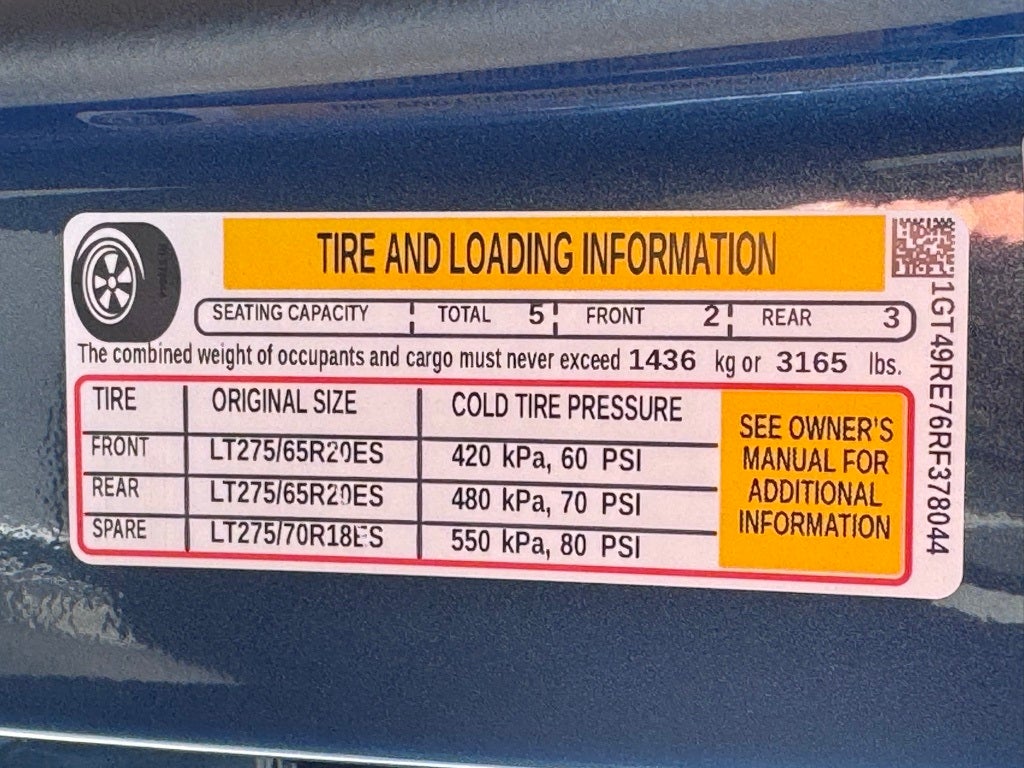 TIRE AND LOADING INFORMATION
SEATING CAPACITY TOTAL 5 FRONT 2 REAR 3
The combined weight of occupants and cargo must never exceed 1436 kg or 3165 lbs.
TIRE ORIGINAL SIZE COLD TIRE PRESSURE
FRONT LT275/65R20ES 420 kPa, 60 PSI
REAR LT275/65R20ES 480 kPa, 70 PSI
SPARE LT275/70R18ES 550 kPa, 80 PSI
SEE OWNER'S
MANUAL FOR
ADDITIONAL
INFORMATION
1GT49RE76RF378044